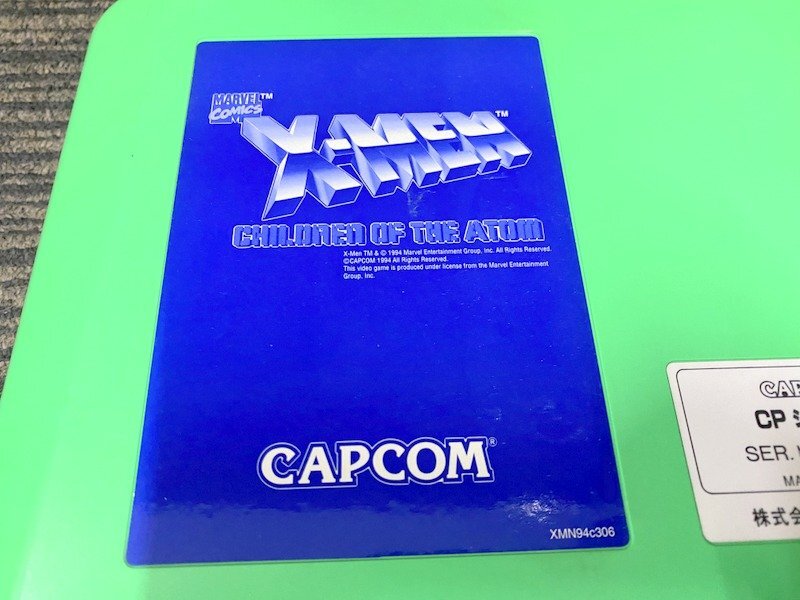 MARVEL™
COMICS
X-MEN™
CHILDREN OF THE ATOM
X-Men TM & © 1994 Marvel Entertainment Group, Inc. All Rights Reserved.
©CAPCOM 1994 All Rights Reserved.
This video game is produced under license from the Marvel Entertainment
Group, Inc.
CAPCOM®
XMN94c306
CP
SER.
MA
株式会